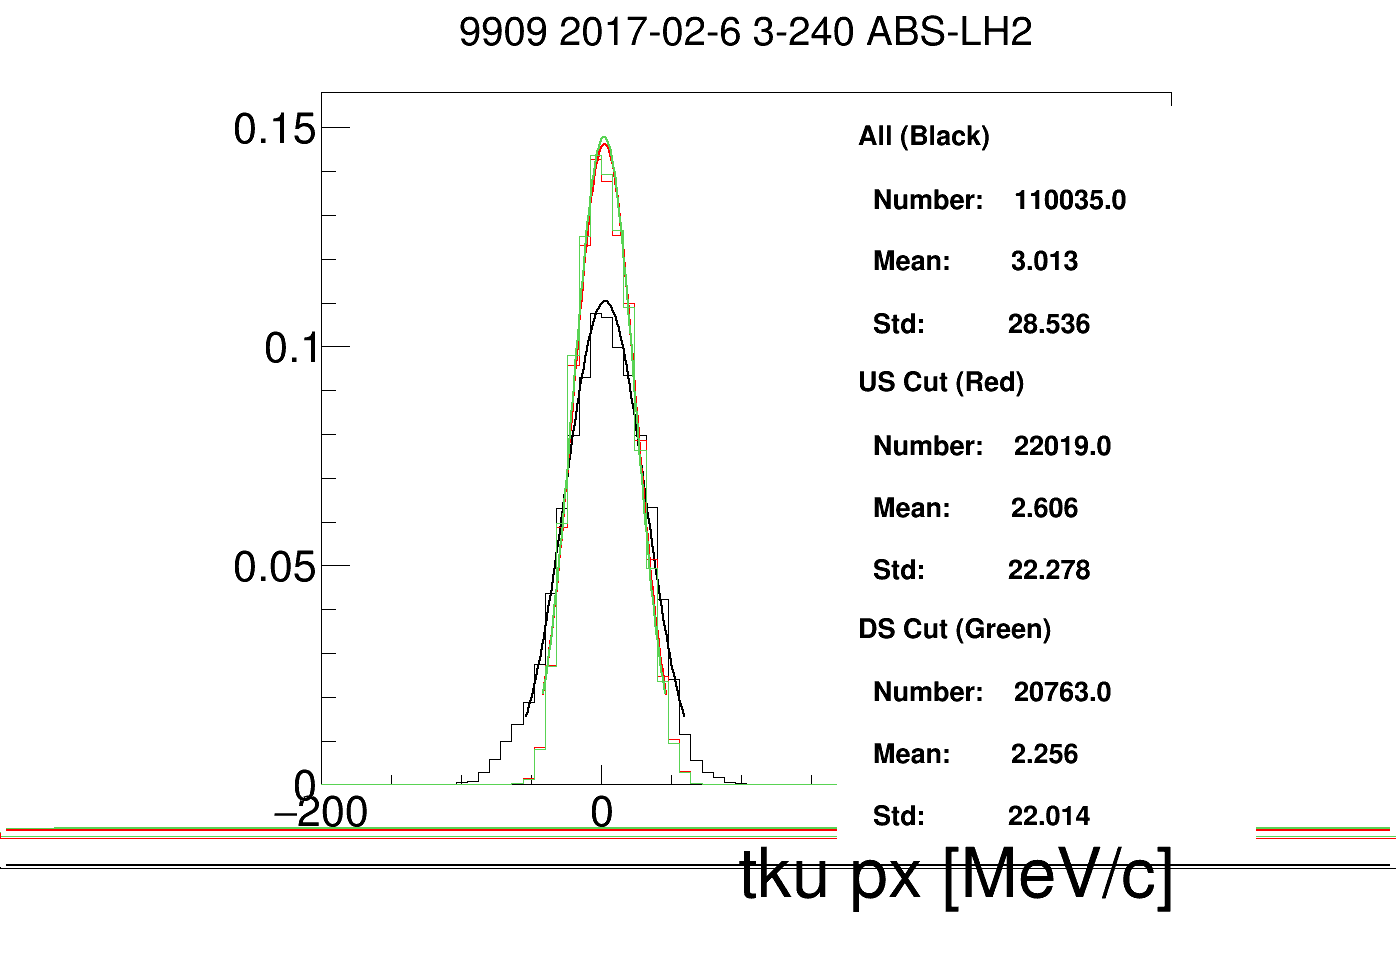 9909 2017-02-6 3-240 ABS-LH2
0.15
0.1
0.05
0
−200
0
All (Black)
Number: 110035.0
Mean: 3.013
Std: 28.536
US Cut (Red)
Number: 22019.0
Mean: 2.606
Std: 22.278
DS Cut (Green)
Number: 20763.0
Mean: 2.256
Std: 22.014
tku px [MeV/c]